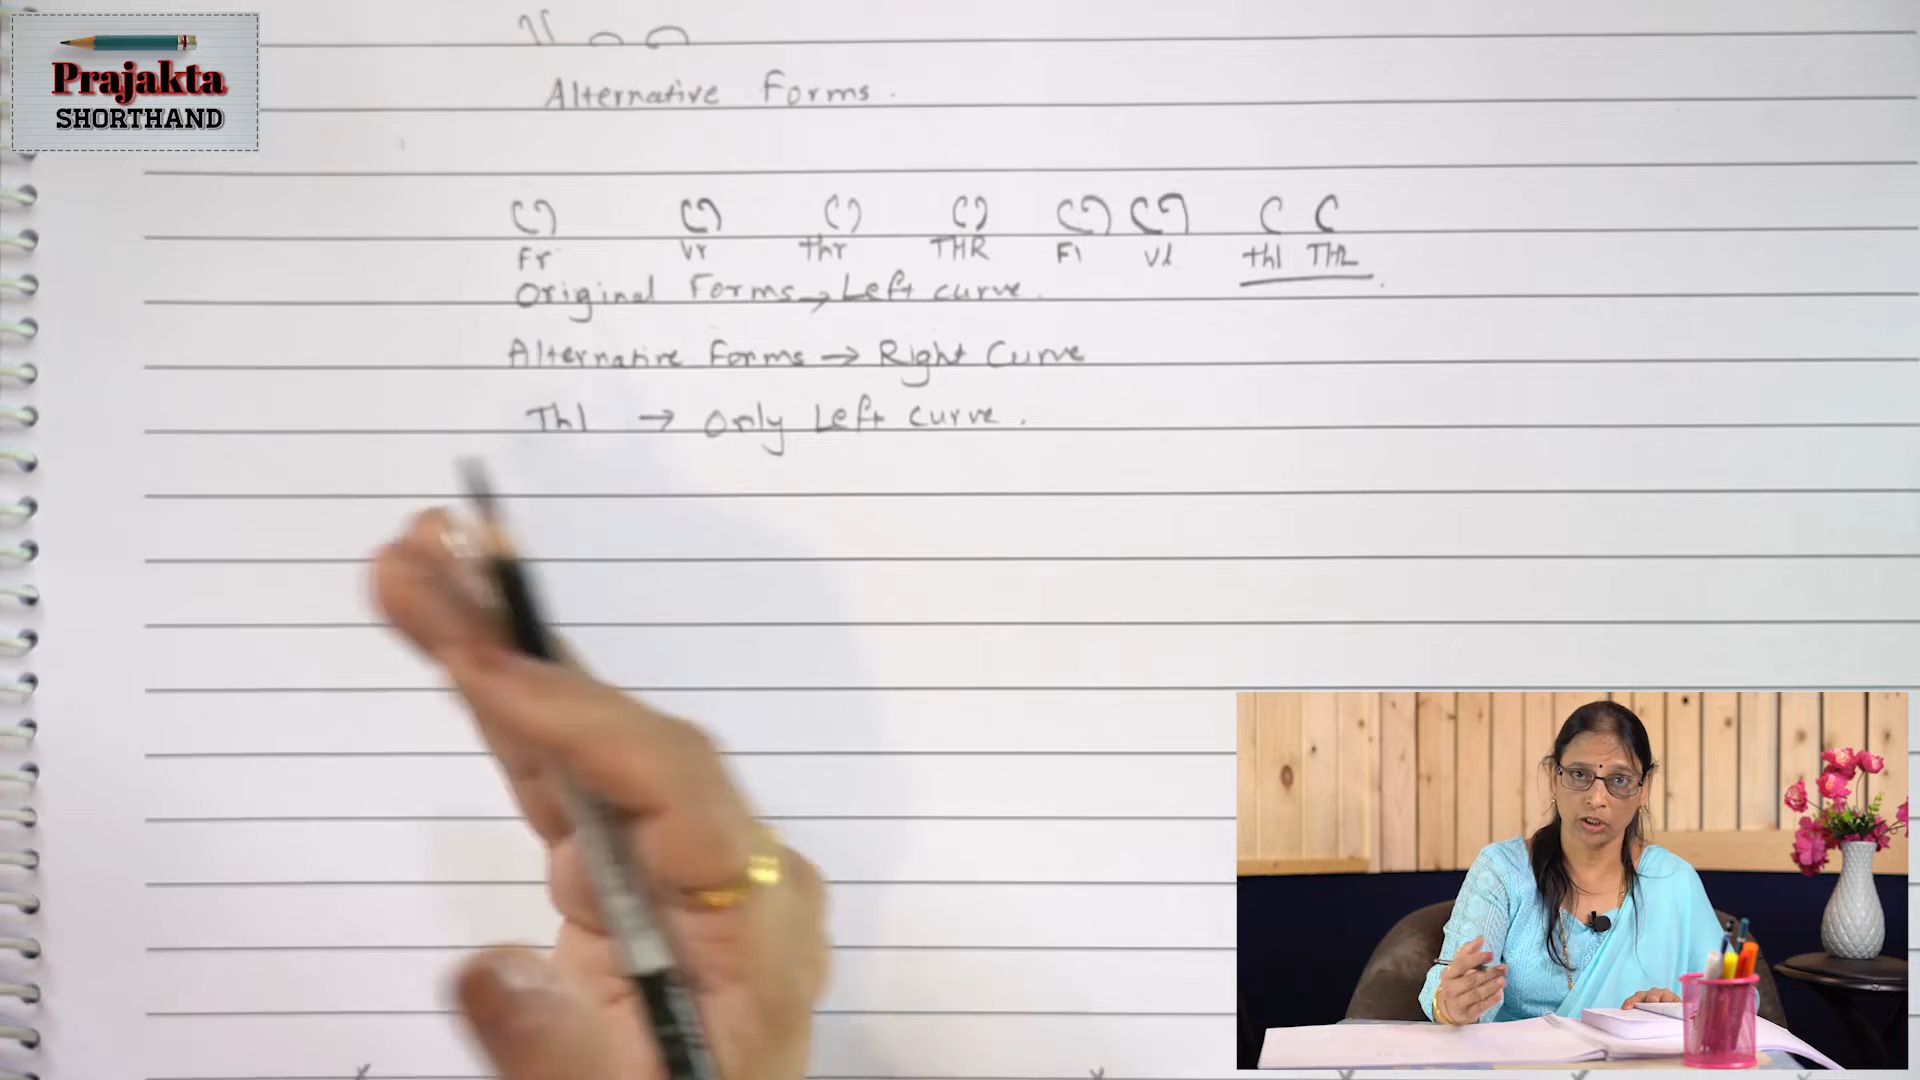 Prajakta
SHORTHAND
Alternative Forms.
Fr Vr thr THR Fl Vl thl THL
Original Forms → Left curve.
Alternative Forms → Right Curve
Thl → Only Left curve.